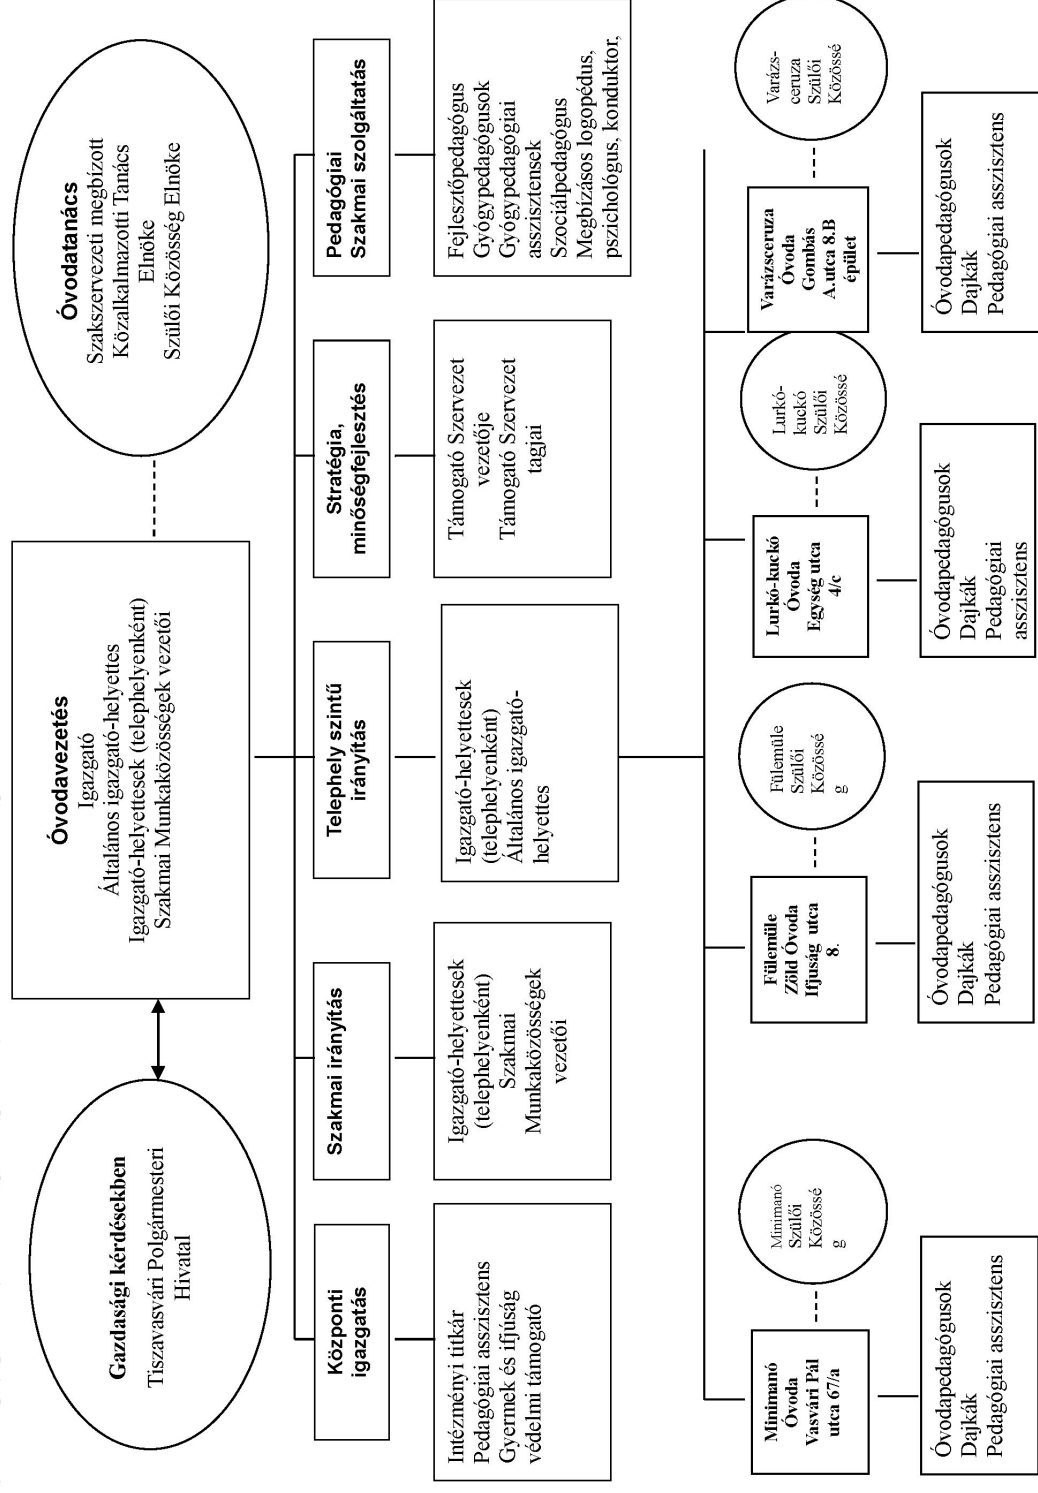 Gazdasági kérdésekben
Tiszavasvári Polgármesteri
Hivatal
Óvodavezetés
Igazgató
Általános igazgató-helyettes
Igazgató-helyettesek (telephelyenként)
Szakmai Munkaközösségek vezetői
Óvodatanács
Szakszervezeti megbízott
Közalkalmazotti Tanács
Elnöke
Szülői Közösség Elnöke
Központi
igazgatás
Szakmai irányítás
Telephely szintű
irányítás
Stratégia,
minőségfejlesztés
Pedagógiai
Szakmai szolgáltatás
Intézményi titkár
Pedagógiai asszisztens
Gyermek és ifjúság
védelmi támogató
Igazgató-helyettesek
(telephelyenként)
Szakmai
Munkaközösségek
vezetői
Igazgató-helyettesek
(telephelyenként)
Általános igazgató-
helyettes
Támogató Szervezet
vezetője
Támogató Szervezet
tagjai
Fejlesztőpedagógus
Gyógypedagógusok
Gyógypedagógiai
asszisztensek
Szociálpedagógus
Megbízásos logopédus,
pszichológus, konduktor,
Minimanó
Óvoda
Vasvári Pál
utca 67/a
Minimanó
Szülői
Közössé
g
Fülemüle
Zöld Óvoda
Ifjuság utca
8.
Fülemüle
Szülői
Közössé
g
Lurkó-kuckó
Óvoda
Egység utca
4/c
Lurkó-
kuckó
Szülői
Közössé
Varázsceruza
Óvoda
Gombás
A.utca 8.B
épület
Varázs-
ceruza
Szülői
Közössé
Óvodapedagógusok
Dajkák
Pedagógiai asszisztens
Óvodapedagógusok
Dajkák
Pedagógiai asszisztens
Óvodapedagógusok
Dajkák
Pedagógiai
asszisztens
Óvodapedagógusok
Dajkák
Pedagógiai asszisztens